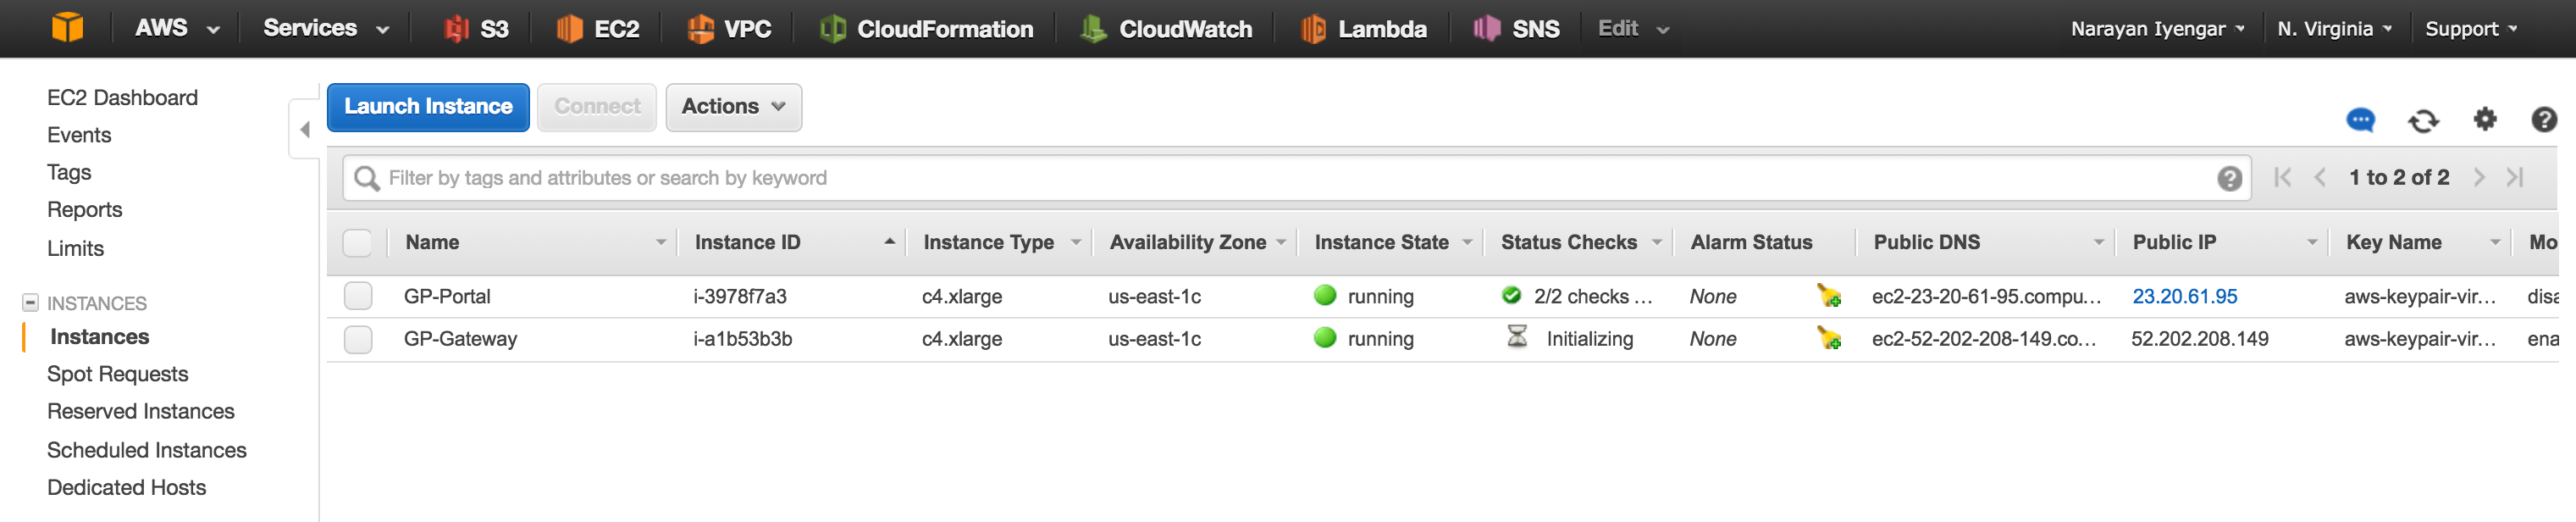 AWS Services S3 EC2 VPC CloudFormation CloudWatch Lambda SNS Edit Narayan Iyengar N. Virginia Support
EC2 Dashboard
Events
Tags
Reports
Limits
INSTANCES
Instances
Spot Requests
Reserved Instances
Scheduled Instances
Dedicated Hosts
Launch Instance Connect Actions
Filter by tags and attributes or search by keyword 1 to 2 of 2
Name Instance ID Instance Type Availability Zone Instance State Status Checks Alarm Status Public DNS Public IP Key Name Mo
GP-Portal i-3978f7a3 c4.xlarge us-east-1c running 2/2 checks ... None ec2-23-20-61-95.compu... 23.20.61.95 aws-keypair-vir... disa
GP-Gateway i-a1b53b3b c4.xlarge us-east-1c running Initializing None ec2-52-202-208-149.co... 52.202.208.149 aws-keypair-vir... ena